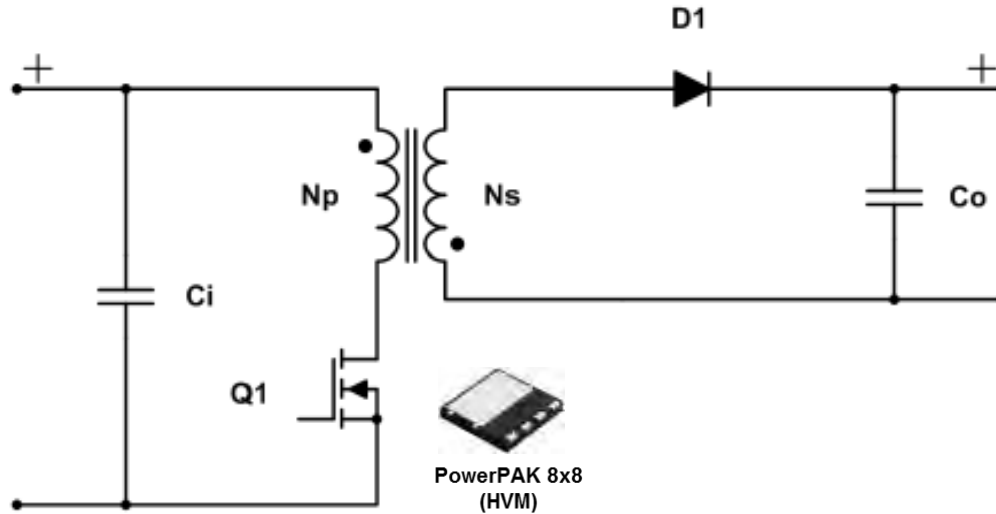 D1
+
+
Np
Ns
Co
Ci
Q1
PowerPAK 8x8
(HVM)